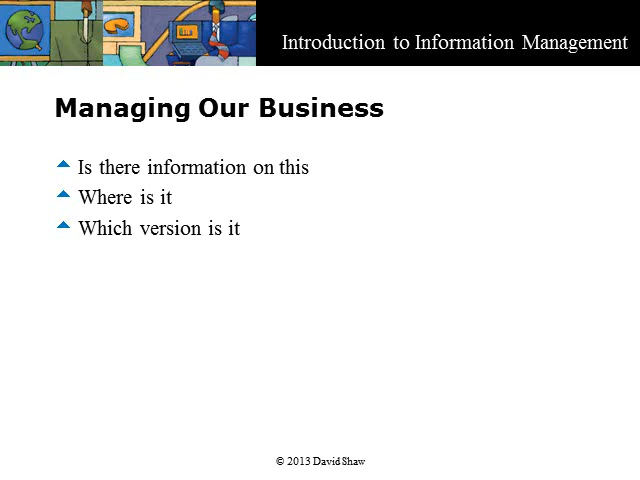 Introduction to Information Management
Managing Our Business
Is there information on this
Where is it
Which version is it
© 2013 David Shaw